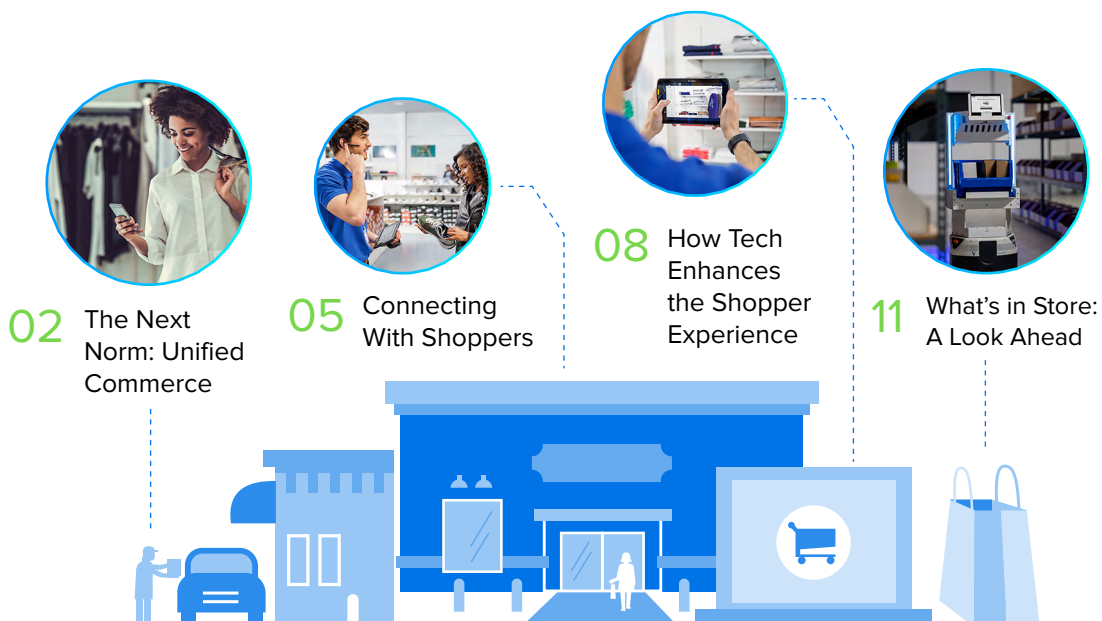 02
The Next
Norm: Unified
Commerce
05
Connecting
With Shoppers
08
How Tech
Enhances
the Shopper
Experience
11
What’s in Store:
A Look Ahead